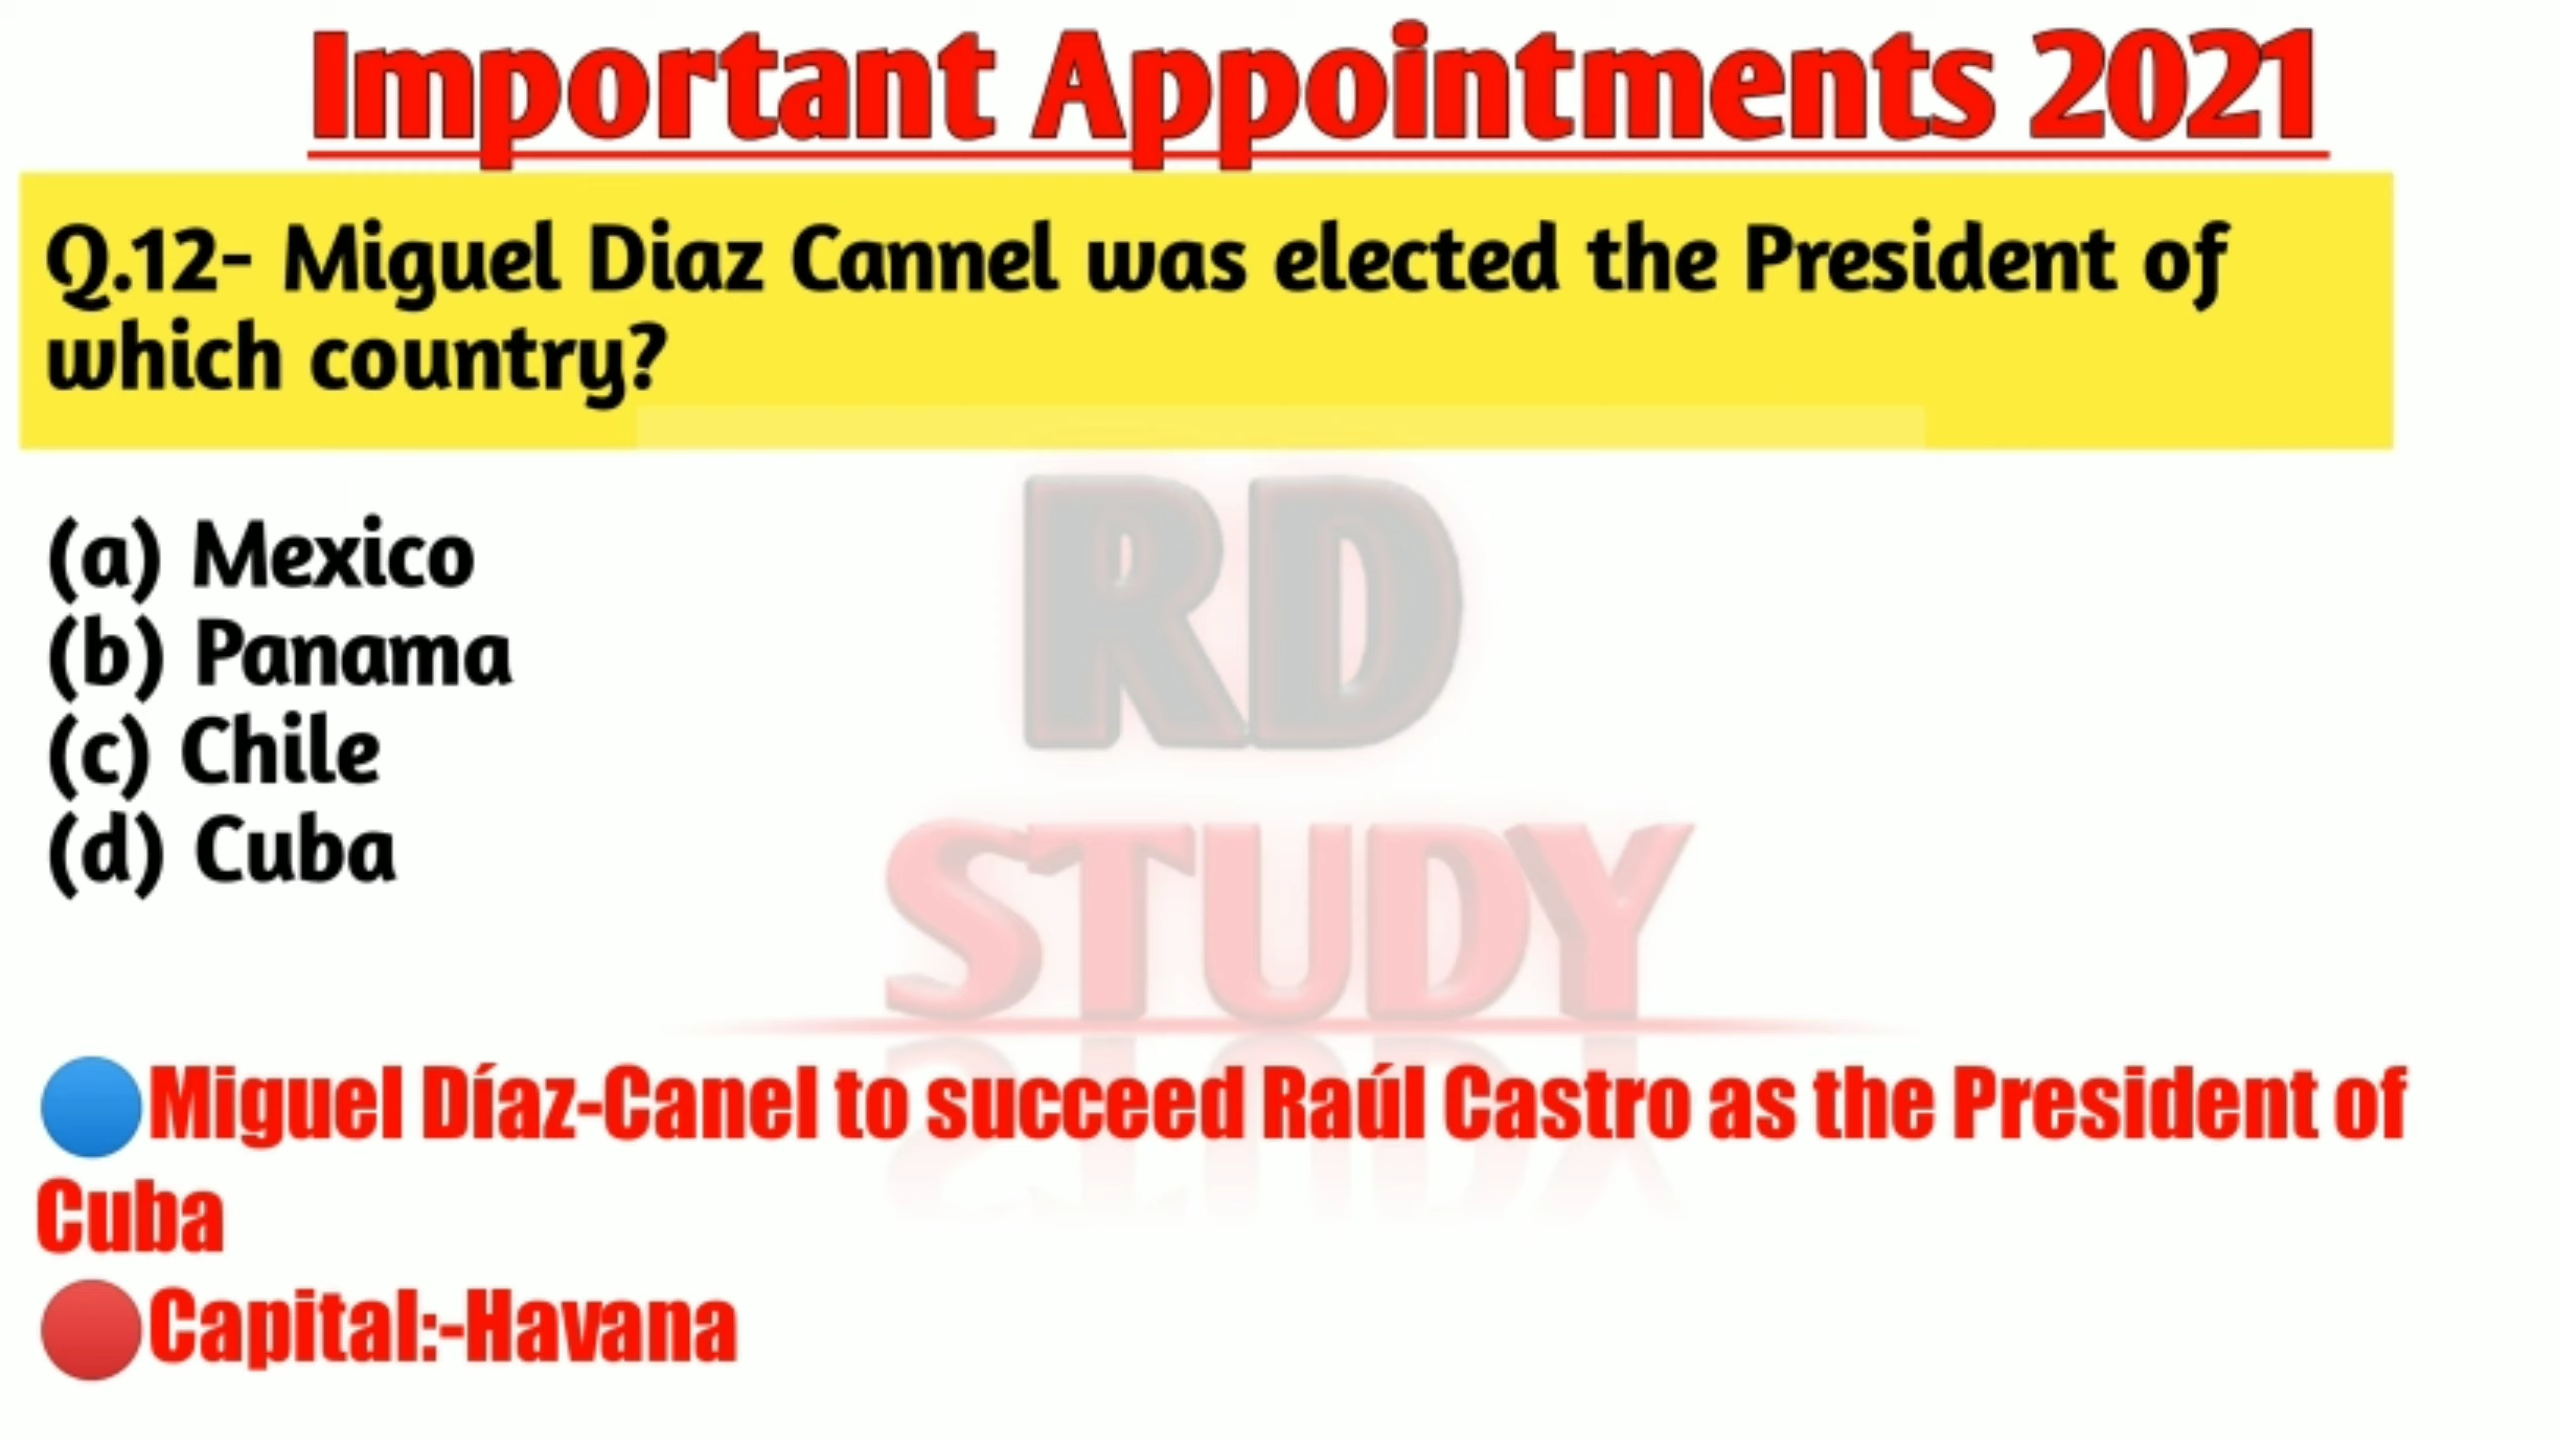 Important Appointments 2021
Q.12- Miguel Diaz Cannel was elected the President of
which country?
(a) Mexico
(b) Panama
(c) Chile
(d) Cuba
RD
STUDY
Miguel Díaz-Canel to succeed Raúl Castro as the President of
Cuba
Capital:-Havana